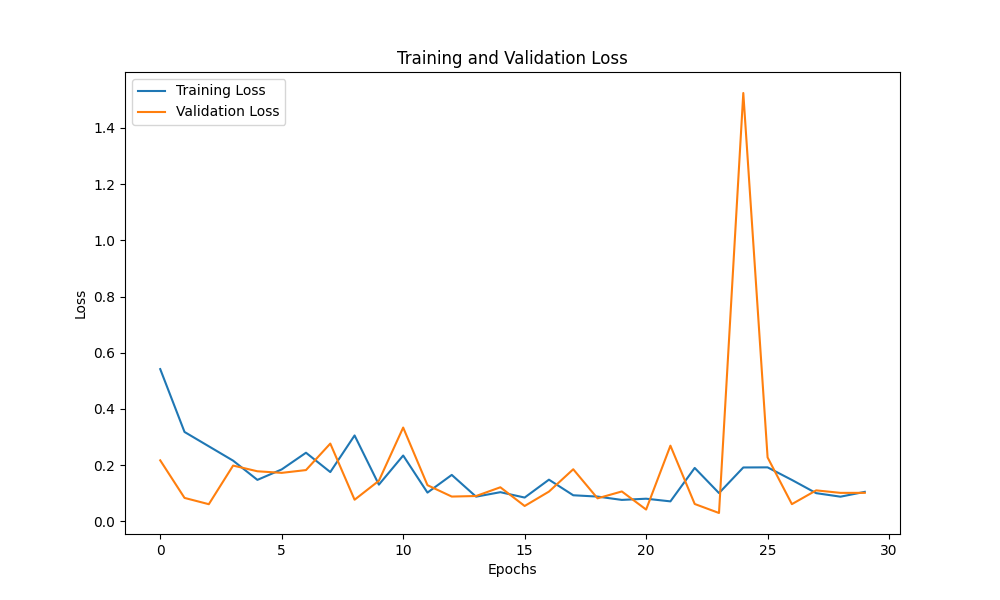 Training and Validation Loss
Training Loss
Validation Loss
1.4
1.2
1.0
0.8
0.6
0.4
0.2
0.0
Loss
0 5 10 15 20 25 30
Epochs